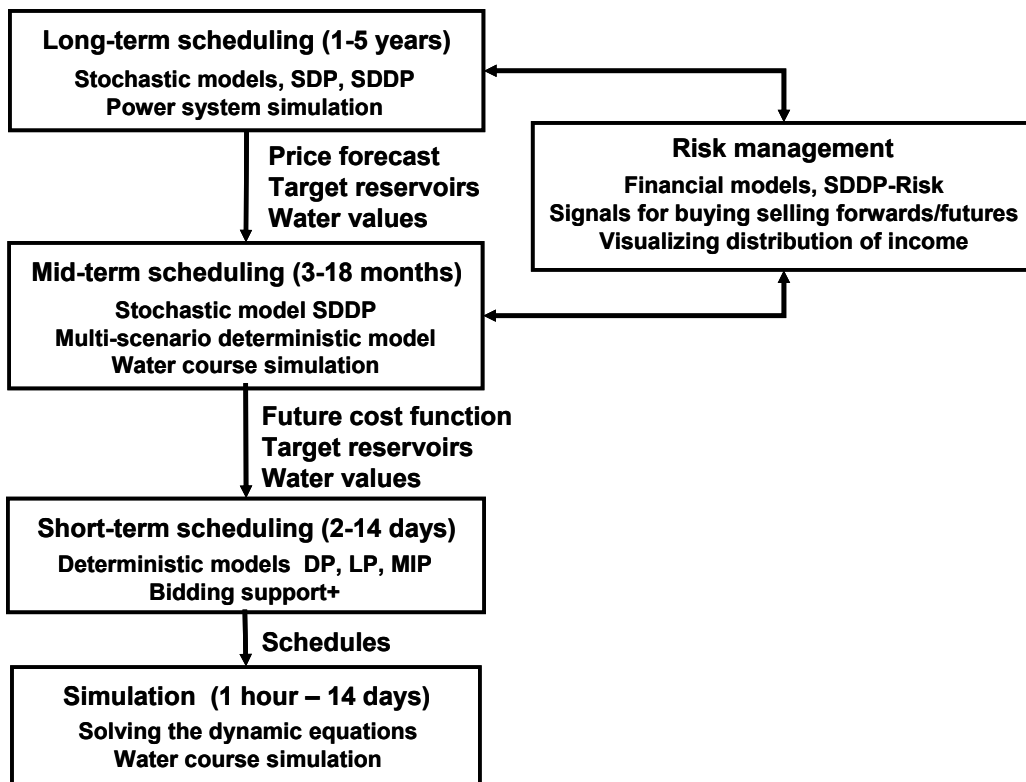 Long-term scheduling (1-5 years)
Stochastic models, SDP, SDDP
Power system simulation
Price forecast
Target reservoirs
Water values
Risk management
Financial models, SDDP-Risk
Signals for buying selling forwards/futures
Visualizing distribution of income
Mid-term scheduling (3-18 months)
Stochastic model SDDP
Multi-scenario deterministic model
Water course simulation
Future cost function
Target reservoirs
Water values
Short-term scheduling (2-14 days)
Deterministic models  DP, LP, MIP
Bidding support+
Schedules
Simulation  (1 hour – 14 days)
Solving the dynamic equations
Water course simulation